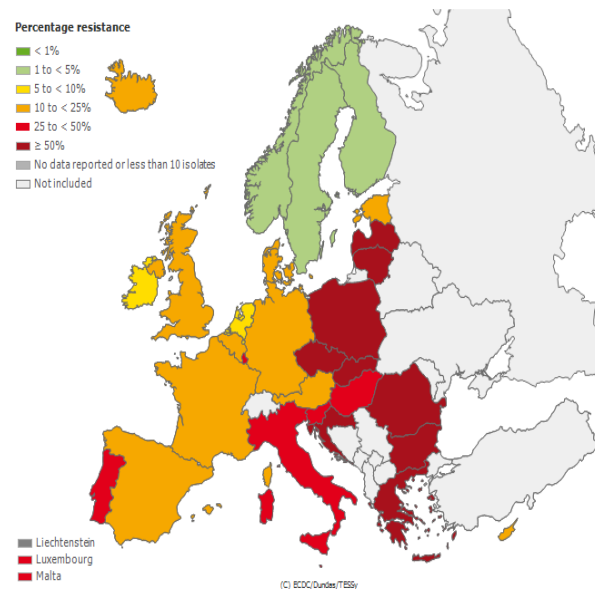 Percentage resistance
< 1%
1 to < 5%
5 to < 10%
10 to < 25%
25 to < 50%
≥ 50%
No data reported or less than 10 isolates
Not included
Liechtenstein
Luxembourg
Malta
(C) ECDC/Dundas/TESSy